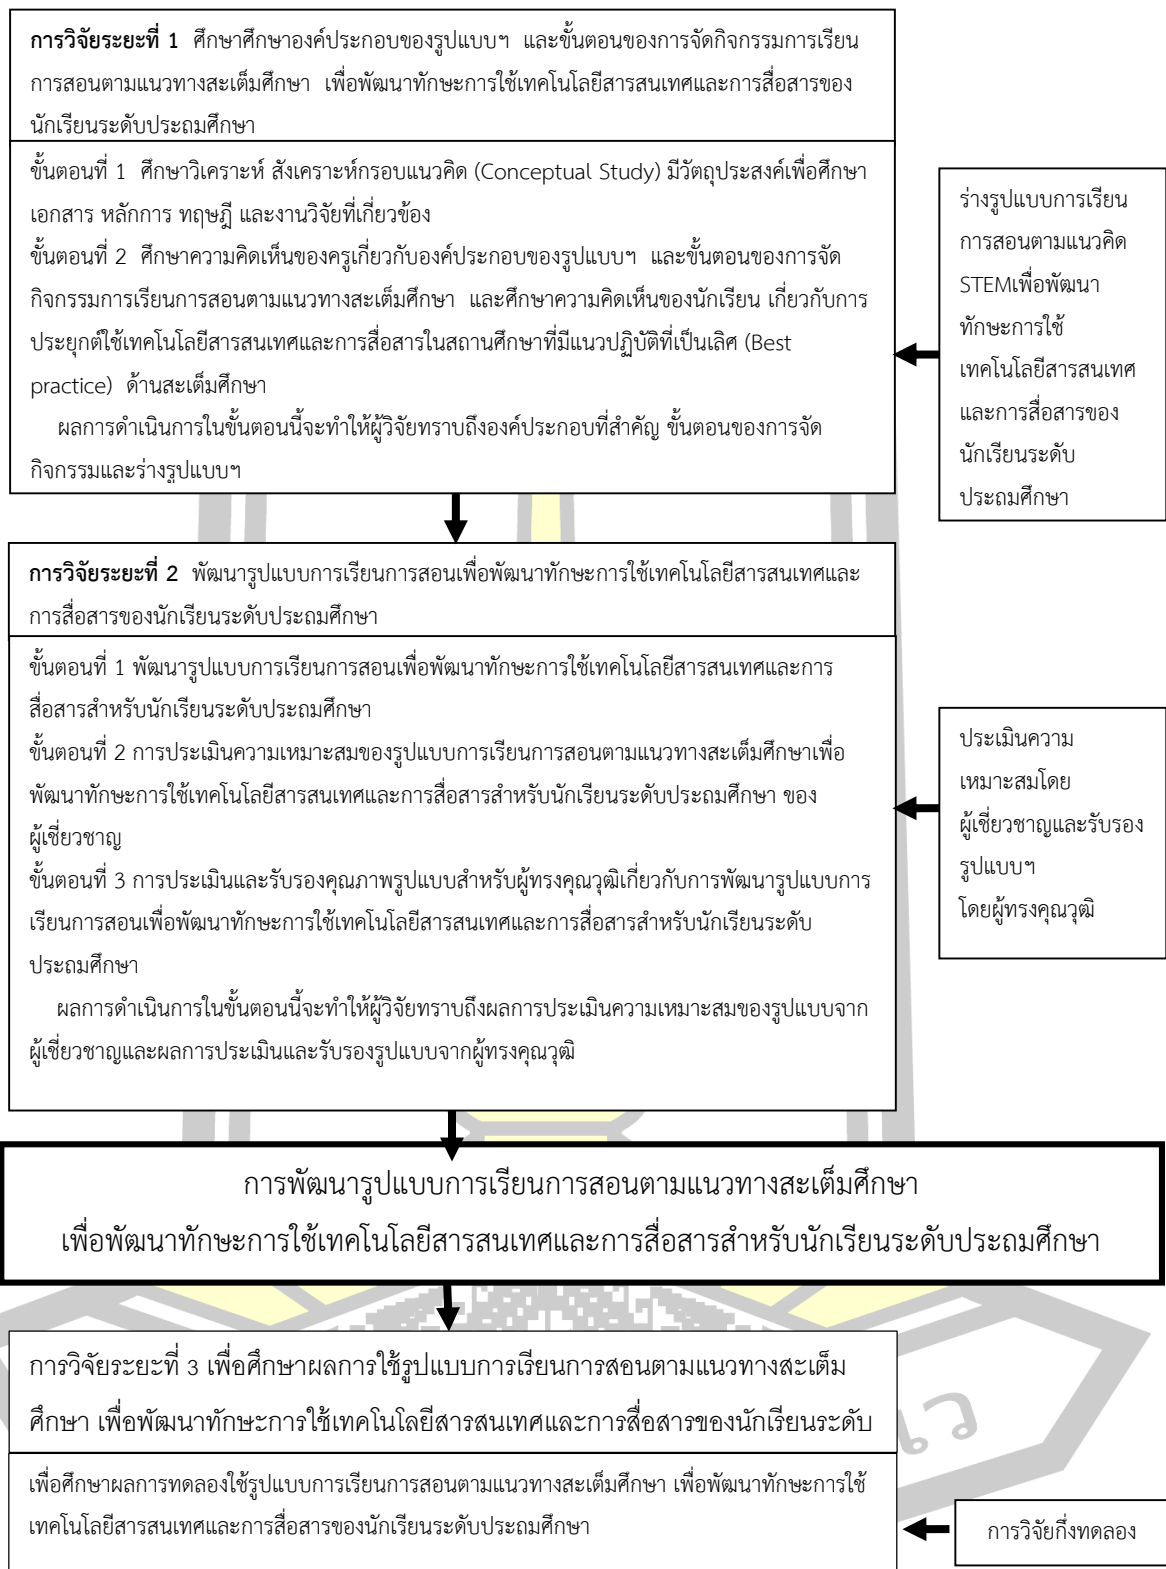 การวิจัยระยะที่ 1 ศึกษาศึกษาองค์ประกอบของรูปแบบฯ และขั้นตอนของการจัดกิจกรรมการเรียน
การสอนตามแนวทางสะเต็มศึกษา เพื่อพัฒนาทักษะการใช้เทคโนโลยีสารสนเทศและการสื่อสารของ
นักเรียนระดับประถมศึกษา
ขั้นตอนที่ 1 ศึกษาวิเคราะห์ สังเคราะห์กรอบแนวคิด (Conceptual Study) มีวัตถุประสงค์เพื่อศึกษา
เอกสาร หลักการ ทฤษฎี และงานวิจัยที่เกี่ยวข้อง
ขั้นตอนที่ 2 ศึกษาความคิดเห็นของครูเกี่ยวกับองค์ประกอบของรูปแบบฯ และขั้นตอนของการจัด
กิจกรรมการเรียนการสอนตามแนวทางสะเต็มศึกษา และศึกษาความคิดเห็นของนักเรียน เกี่ยวกับการ
ประยุกต์ใช้เทคโนโลยีสารสนเทศและการสื่อสารในสถานศึกษาที่มีแนวปฏิบัติที่เป็นเลิศ (Best
practice) ด้านสะเต็มศึกษา
ผลการดำเนินการในขั้นตอนนี้จะทำให้ผู้วิจัยทราบถึงองค์ประกอบที่สำคัญ ขั้นตอนของการจัด
กิจกรรมและร่างรูปแบบฯ
ร่างรูปแบบการเรียน
การสอนตามแนวคิด
STEMเพื่อพัฒนา
ทักษะการใช้
เทคโนโลยีสารสนเทศ
และการสื่อสารของ
นักเรียนระดับ
ประถมศึกษา
การวิจัยระยะที่ 2 พัฒนารูปแบบการเรียนการสอนเพื่อพัฒนาทักษะการใช้เทคโนโลยีสารสนเทศและ
การสื่อสารของนักเรียนระดับประถมศึกษา
ขั้นตอนที่ 1 พัฒนารูปแบบการเรียนการสอนเพื่อพัฒนาทักษะการใช้เทคโนโลยีสารสนเทศและการ
สื่อสารสำหรับนักเรียนระดับประถมศึกษา
ขั้นตอนที่ 2 การประเมินความเหมาะสมของรูปแบบการเรียนการสอนตามแนวทางสะเต็มศึกษาเพื่อ
พัฒนาทักษะการใช้เทคโนโลยีสารสนเทศและการสื่อสารสำหรับนักเรียนระดับประถมศึกษา ของ
ผู้เชี่ยวชาญ
ขั้นตอนที่ 3 การประเมินและรับรองคุณภาพรูปแบบสำหรับผู้ทรงคุณวุฒิเกี่ยวกับการพัฒนารูปแบบการ
เรียนการสอนเพื่อพัฒนาทักษะการใช้เทคโนโลยีสารสนเทศและการสื่อสารสำหรับนักเรียนระดับ
ประถมศึกษา
ผลการดำเนินการในขั้นตอนนี้จะทำให้ผู้วิจัยทราบถึงผลการประเมินความเหมาะสมของรูปแบบจาก
ผู้เชี่ยวชาญและผลการประเมินและรับรองรูปแบบจากผู้ทรงคุณวุฒิ
ประเมินความ
เหมาะสมโดย
ผู้เชี่ยวชาญและรับรอง
รูปแบบฯ
โดยผู้ทรงคุณวุฒิ
การพัฒนารูปแบบการเรียนการสอนตามแนวทางสะเต็มศึกษา
เพื่อพัฒนาทักษะการใช้เทคโนโลยีสารสนเทศและการสื่อสารสำหรับนักเรียนระดับประถมศึกษา
การวิจัยระยะที่ 3 เพื่อศึกษาผลการใช้รูปแบบการเรียนการสอนตามแนวทางสะเต็ม
ศึกษา เพื่อพัฒนาทักษะการใช้เทคโนโลยีสารสนเทศและการสื่อสารของนักเรียนระดับ
เพื่อศึกษาผลการทดลองใช้รูปแบบการเรียนการสอนตามแนวทางสะเต็มศึกษา เพื่อพัฒนาทักษะการใช้
เทคโนโลยีสารสนเทศและการสื่อสารของนักเรียนระดับประถมศึกษา
การวิจัยกึ่งทดลอง